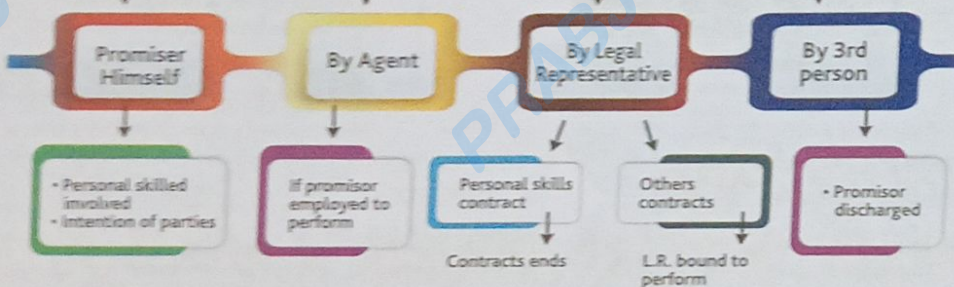 Promiser
Himself
By Agent
By Legal
Representative
By 3rd
person
• Personal skilled
involved
• Intention of parties
If promisor
employed to
perform
Personal skills
contract
Others
contracts
• Promisor
discharged
Contracts ends
L.R. bound to
perform